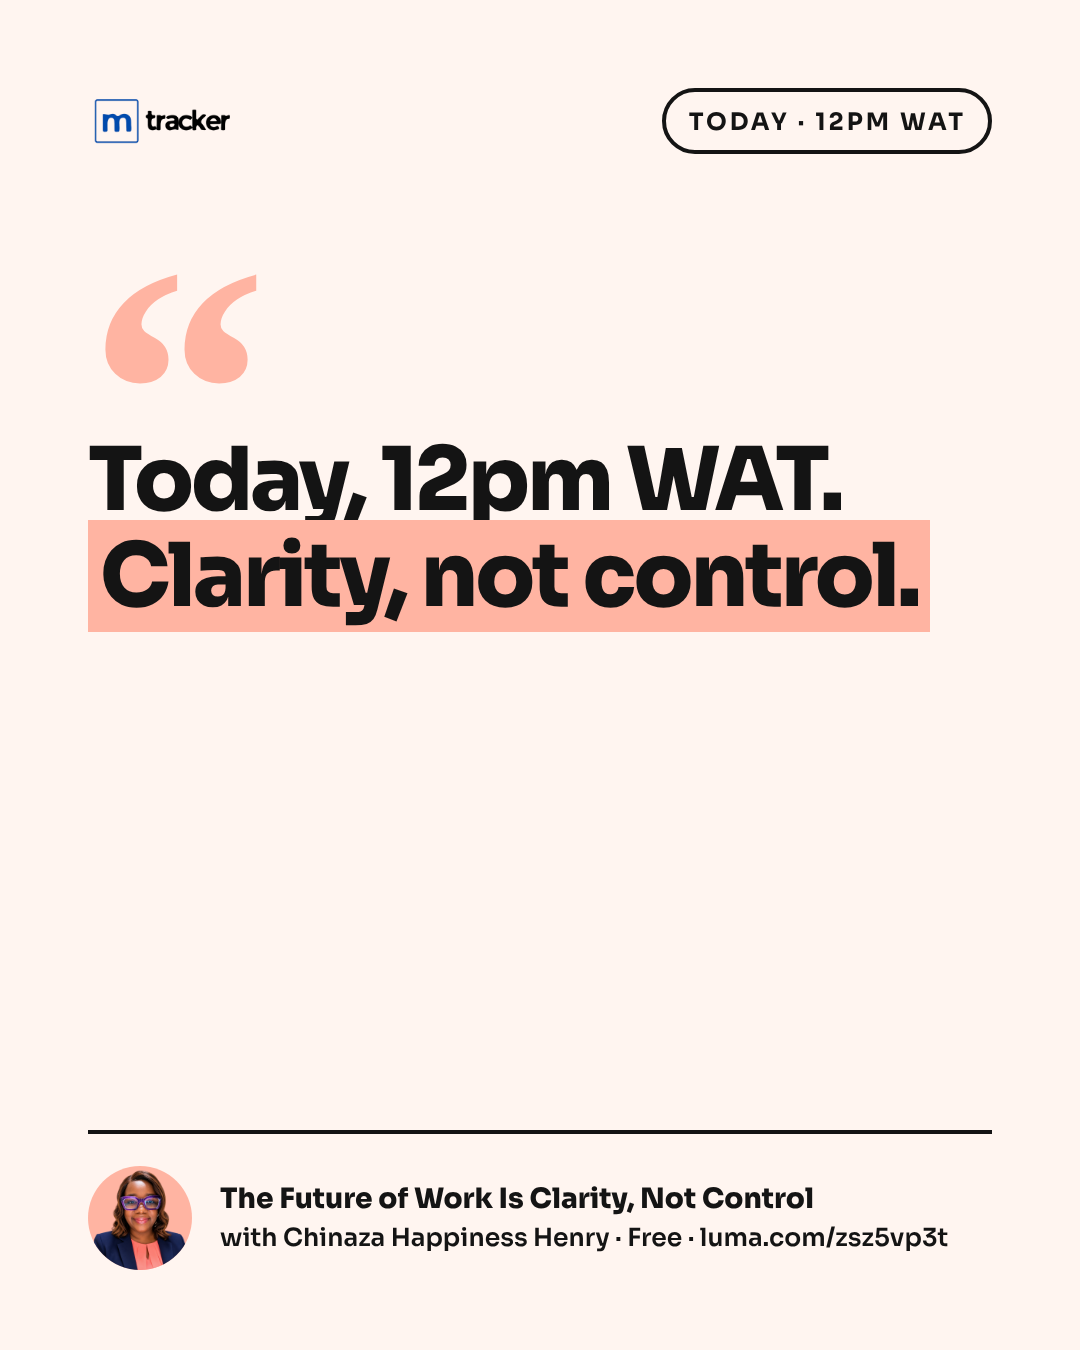 m tracker
TODAY · 12PM WAT
“
Today, 12pm WAT.
Clarity, not control.
The Future of Work Is Clarity, Not Control
with Chinaza Happiness Henry · Free · luma.com/zsz5vp3t